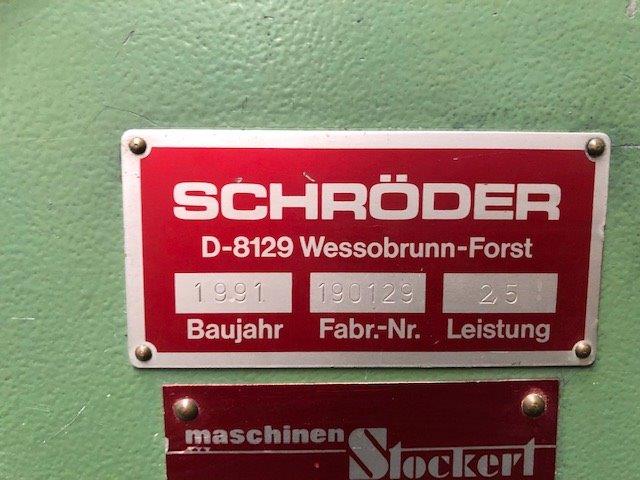 SCHRÖDER
D-8129 Wessobrunn-Forst
1991 190129 2,5
Baujahr Fabr.-Nr. Leistung
maschinen
Stockert